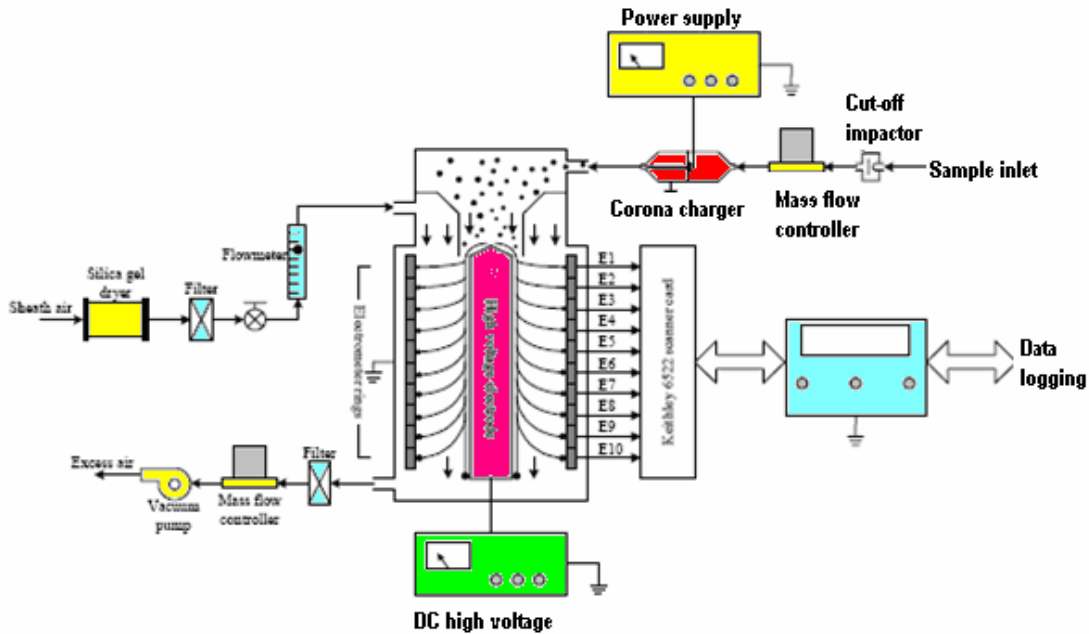 Power supply
Cut-off
impactor
Sample inlet
Corona charger
Mass flow
controller
Flowmeter
Silica gel
dryer
Filter
Sheath air
Electrometer rings
High voltage electrode
E1
E2
E3
E4
E5
E6
E7
E8
E9
E10
Keithley 6522 scanner card
Data
logging
Excess air
Filter
Vacuum
pump
Mass flow
controller
DC high voltage